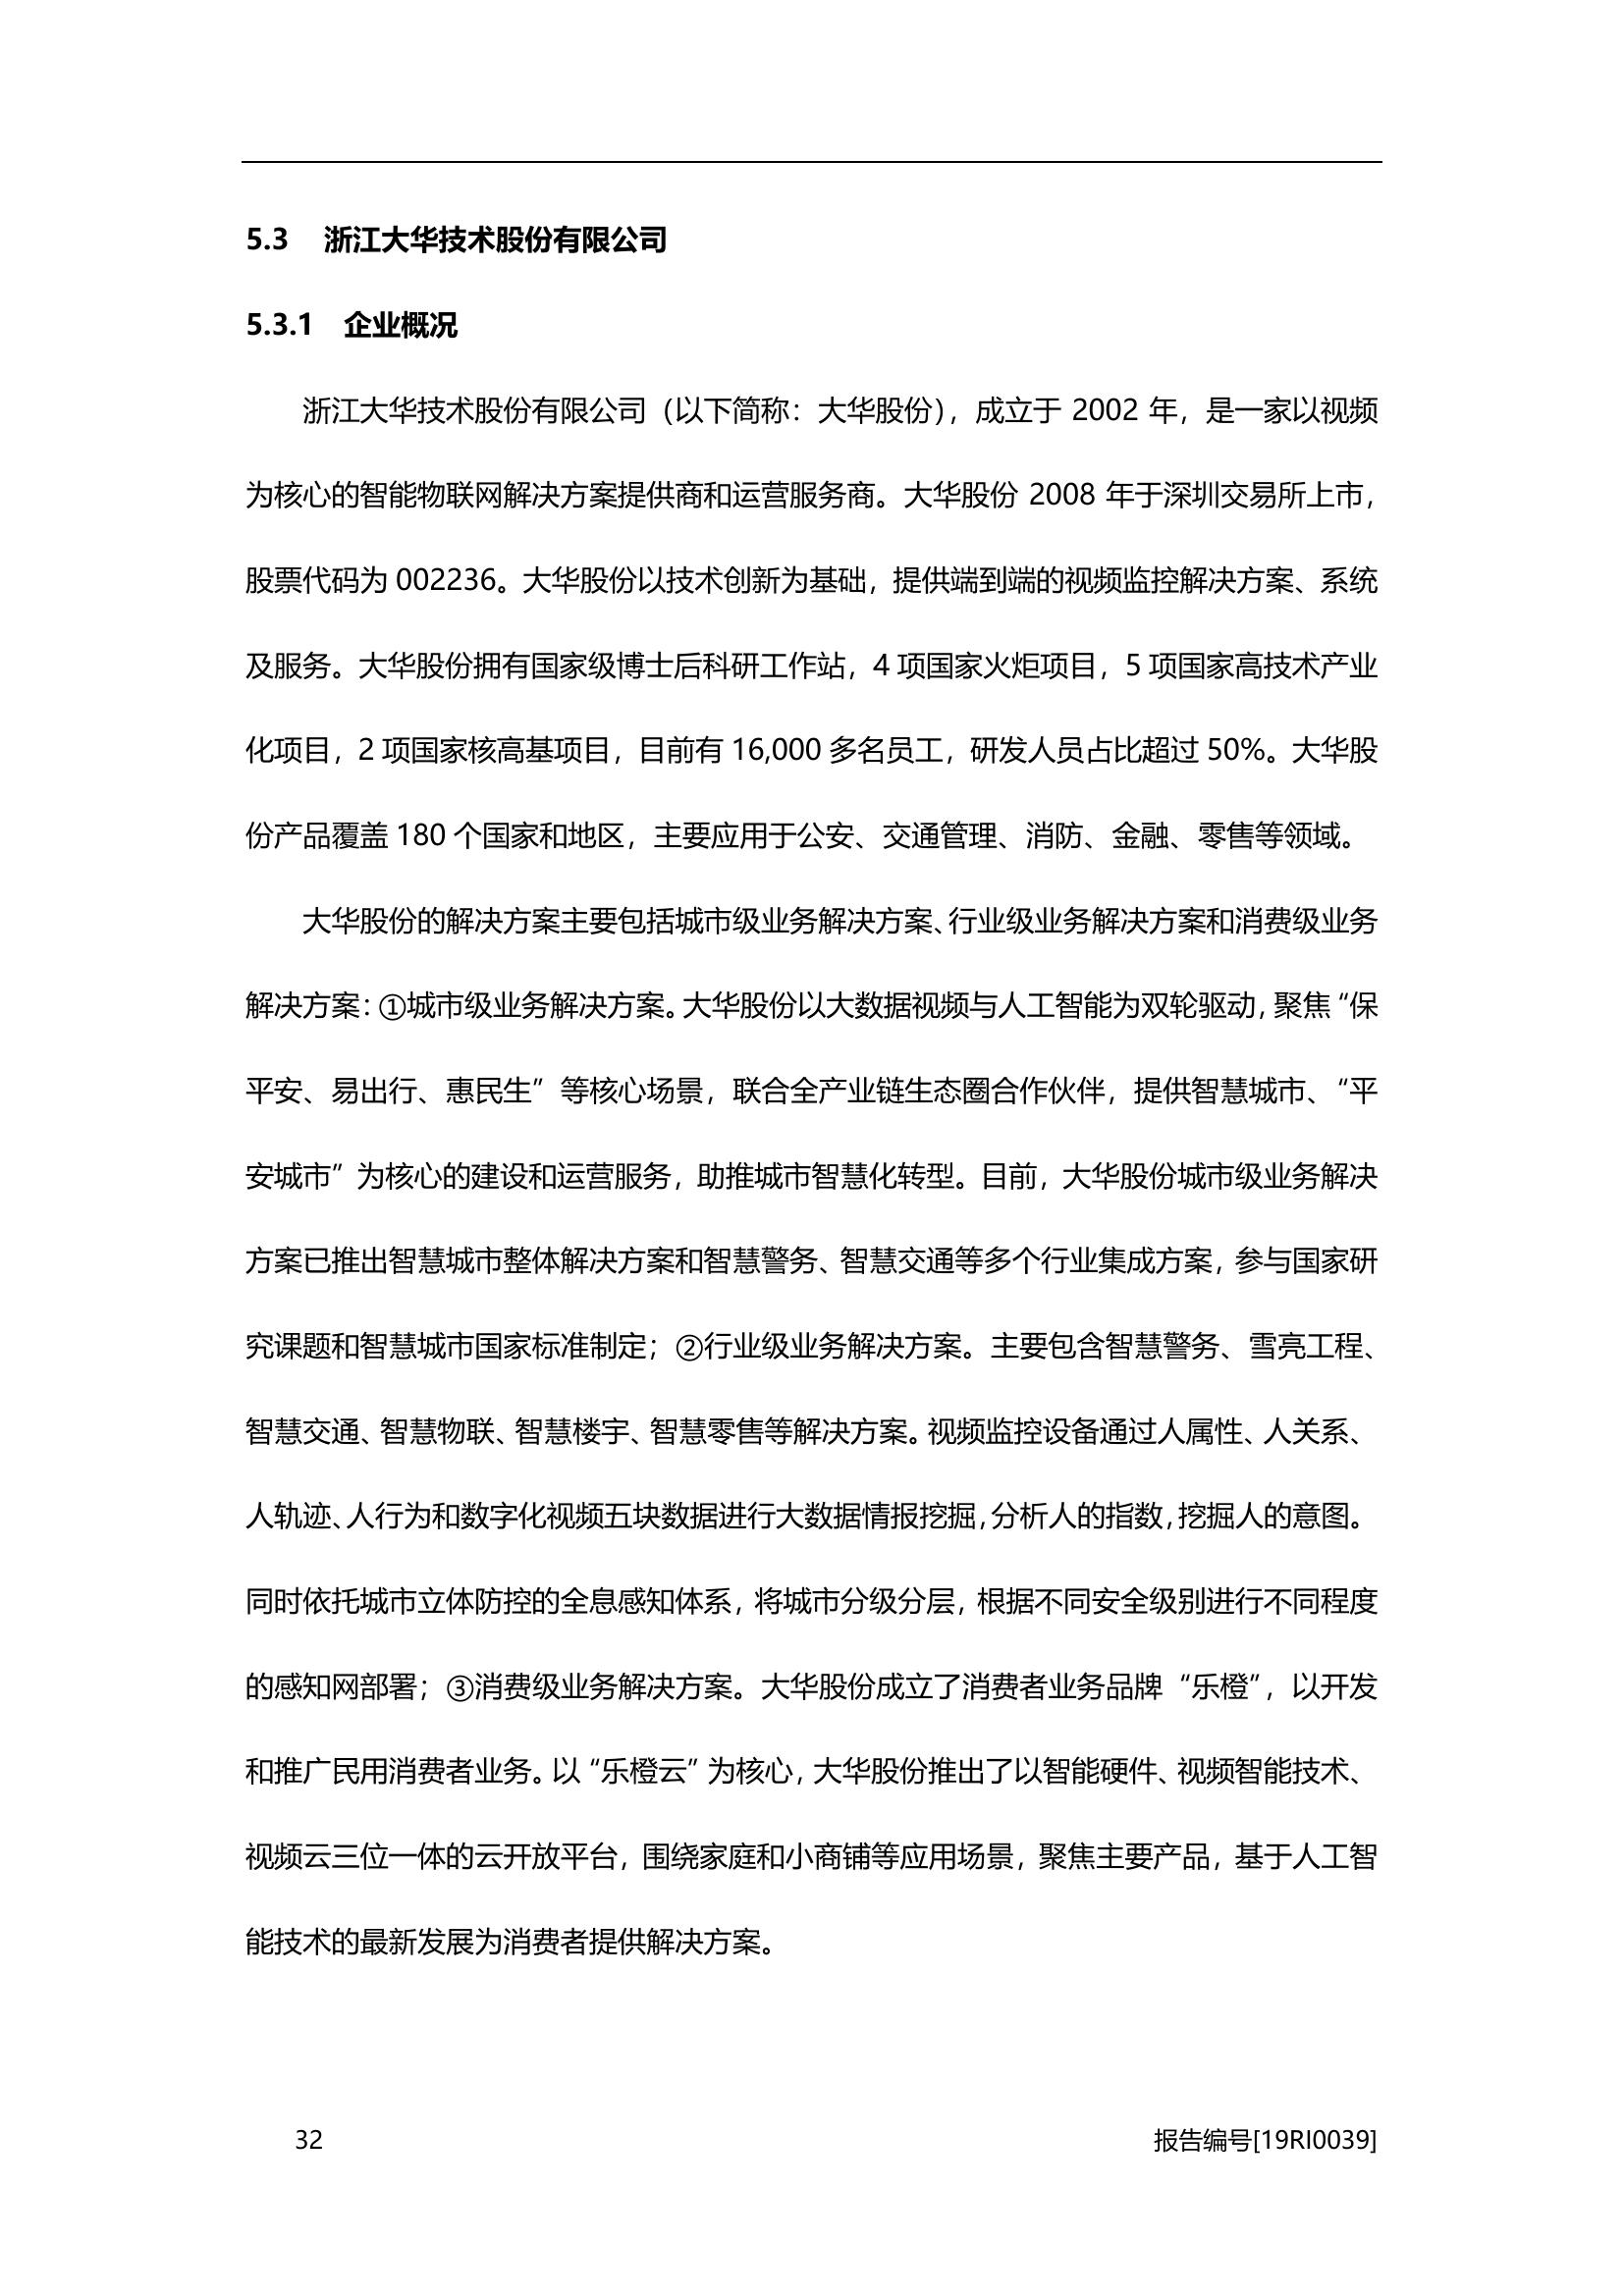 5.3 浙江大华技术股份有限公司
5.3.1 企业概况
浙江大华技术股份有限公司（以下简称：大华股份），成立于 2002 年，是一家以视频
为核心的智能物联网解决方案提供商和运营服务商。大华股份 2008 年于深圳交易所上市，
股票代码为 002236。大华股份以技术创新为基础，提供端到端的视频监控解决方案、系统
及服务。大华股份拥有国家级博士后科研工作站，4 项国家火炬项目，5 项国家高技术产业
化项目，2 项国家核高基项目，目前有 16,000 多名员工，研发人员占比超过 50%。大华股
份产品覆盖 180 个国家和地区，主要应用于公安、交通管理、消防、金融、零售等领域。
大华股份的解决方案主要包括城市级业务解决方案、行业级业务解决方案和消费级业务
解决方案：①城市级业务解决方案。大华股份以大数据视频与人工智能为双轮驱动，聚焦“保
平安、易出行、惠民生”等核心场景，联合全产业链生态圈合作伙伴，提供智慧城市、“平
安城市”为核心的建设和运营服务，助推城市智慧化转型。目前，大华股份城市级业务解决
方案已推出智慧城市整体解决方案和智慧警务、智慧交通等多个行业集成方案，参与国家研
究课题和智慧城市国家标准制定；②行业级业务解决方案。主要包含智慧警务、雪亮工程、
智慧交通、智慧物联、智慧楼宇、智慧零售等解决方案。视频监控设备通过人属性、人关系、
人轨迹、人行为和数字化视频五块数据进行大数据情报挖掘，分析人的指数，挖掘人的意图。
同时依托城市立体防控的全息感知体系，将城市分级分层，根据不同安全级别进行不同程度
的感知网部署；③消费级业务解决方案。大华股份成立了消费者业务品牌“乐橙”，以开发
和推广民用消费者业务。以“乐橙云”为核心，大华股份推出了以智能硬件、视频智能技术、
视频云三位一体的云开放平台，围绕家庭和小商铺等应用场景，聚焦主要产品，基于人工智
能技术的最新发展为消费者提供解决方案。
32 报告编号[19RI0039]